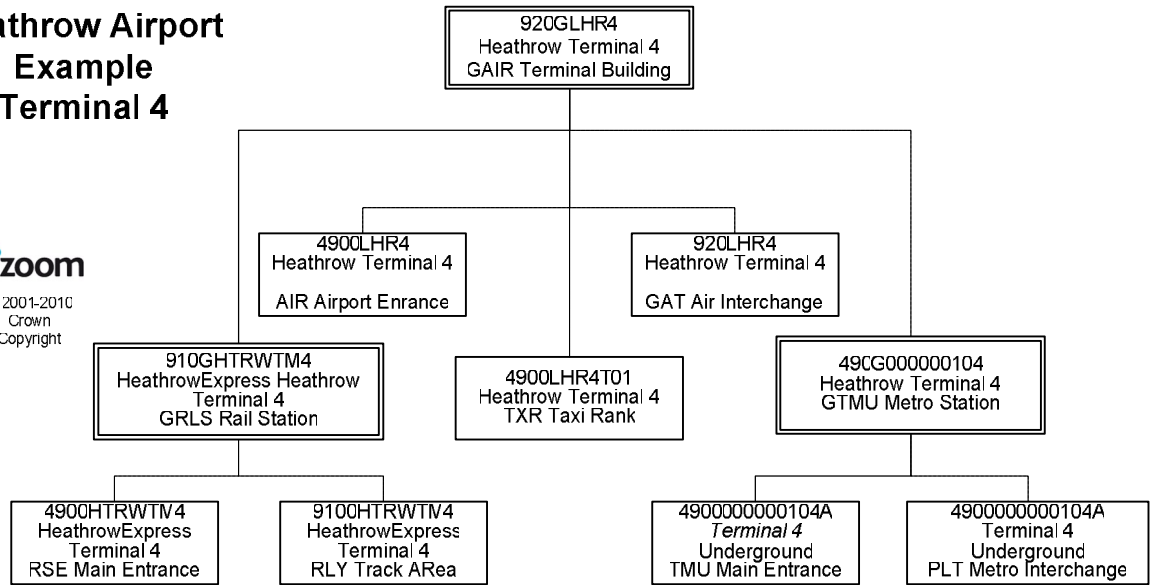 athrow Airport
Example
Terminal 4
920GLHR4
Heathrow Terminal 4
GAIR Terminal Building
zoom
2001-2010
Crown
Copyright
4900LHR4
Heathrow Terminal 4
AIR Airport Enrance
920LHR4
Heathrow Terminal 4
GAT Air Interchange
910GHTRWTM4
HeathrowExpress Heathrow
Terminal 4
GRLS Rail Station
4900LHR4T01
Heathrow Terminal 4
TXR Taxi Rank
490G000000104
Heathrow Terminal 4
GTMU Metro Station
4900HTRWTM4
HeathrowExpress
Terminal 4
RSE Main Entrance
9100HTRWTM4
HeathrowExpress
Terminal 4
RLY Track ARea
4900000000104A
Terminal 4
Underground
TMU Main Entrance
4900000000104A
Terminal 4
Underground
PLT Metro Interchange